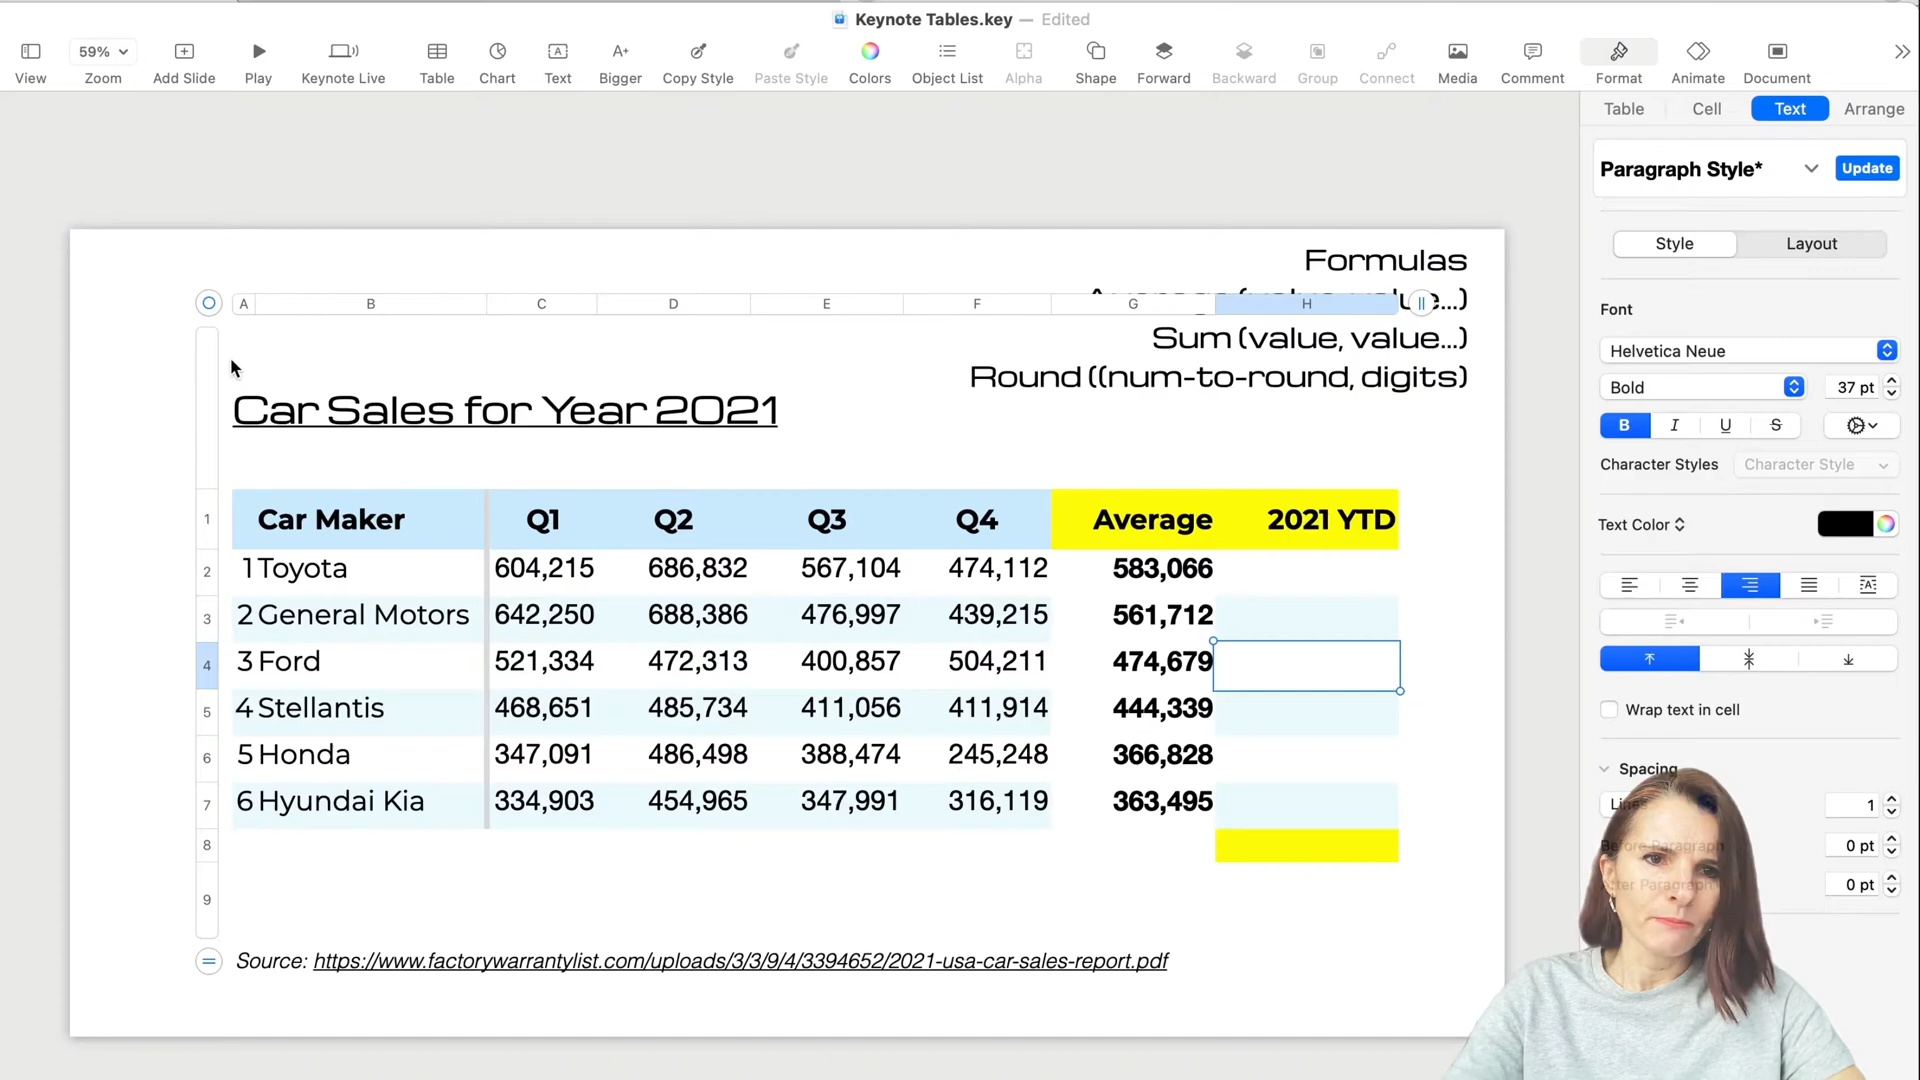 Keynote Tables.key — Edited
59%
View Zoom Add Slide Play Keynote Live Table Chart Text Bigger Copy Style Paste Style Colors Object List Alpha Shape Forward Backward Group Connect Media Comment Format Animate Document
Table Cell Text Arrange
Paragraph Style* Update
Style Layout
Font
Helvetica Neue
Bold 37 pt
B I U S
Character Styles Character Style
Text Color
Wrap text in cell
Spacing
1
Before Paragraph 0 pt
After Paragraph 0 pt
Formulas
A B C D E F G H
Sum (value, value...)
Round ((num-to-round, digits)
Car Sales for Year 2021
1 Car Maker Q1 Q2 Q3 Q4 Average 2021 YTD
2 1 Toyota 604,215 686,832 567,104 474,112 583,066
3 2 General Motors 642,250 688,386 476,997 439,215 561,712
4 3 Ford 521,334 472,313 400,857 504,211 474,679
5 4 Stellantis 468,651 485,734 411,056 411,914 444,339
6 5 Honda 347,091 486,498 388,474 245,248 366,828
7 6 Hyundai Kia 334,903 454,965 347,991 316,119 363,495
8
9
Source: https://www.factorywarrantylist.com/uploads/3/3/9/4/3394652/2021-usa-car-sales-report.pdf